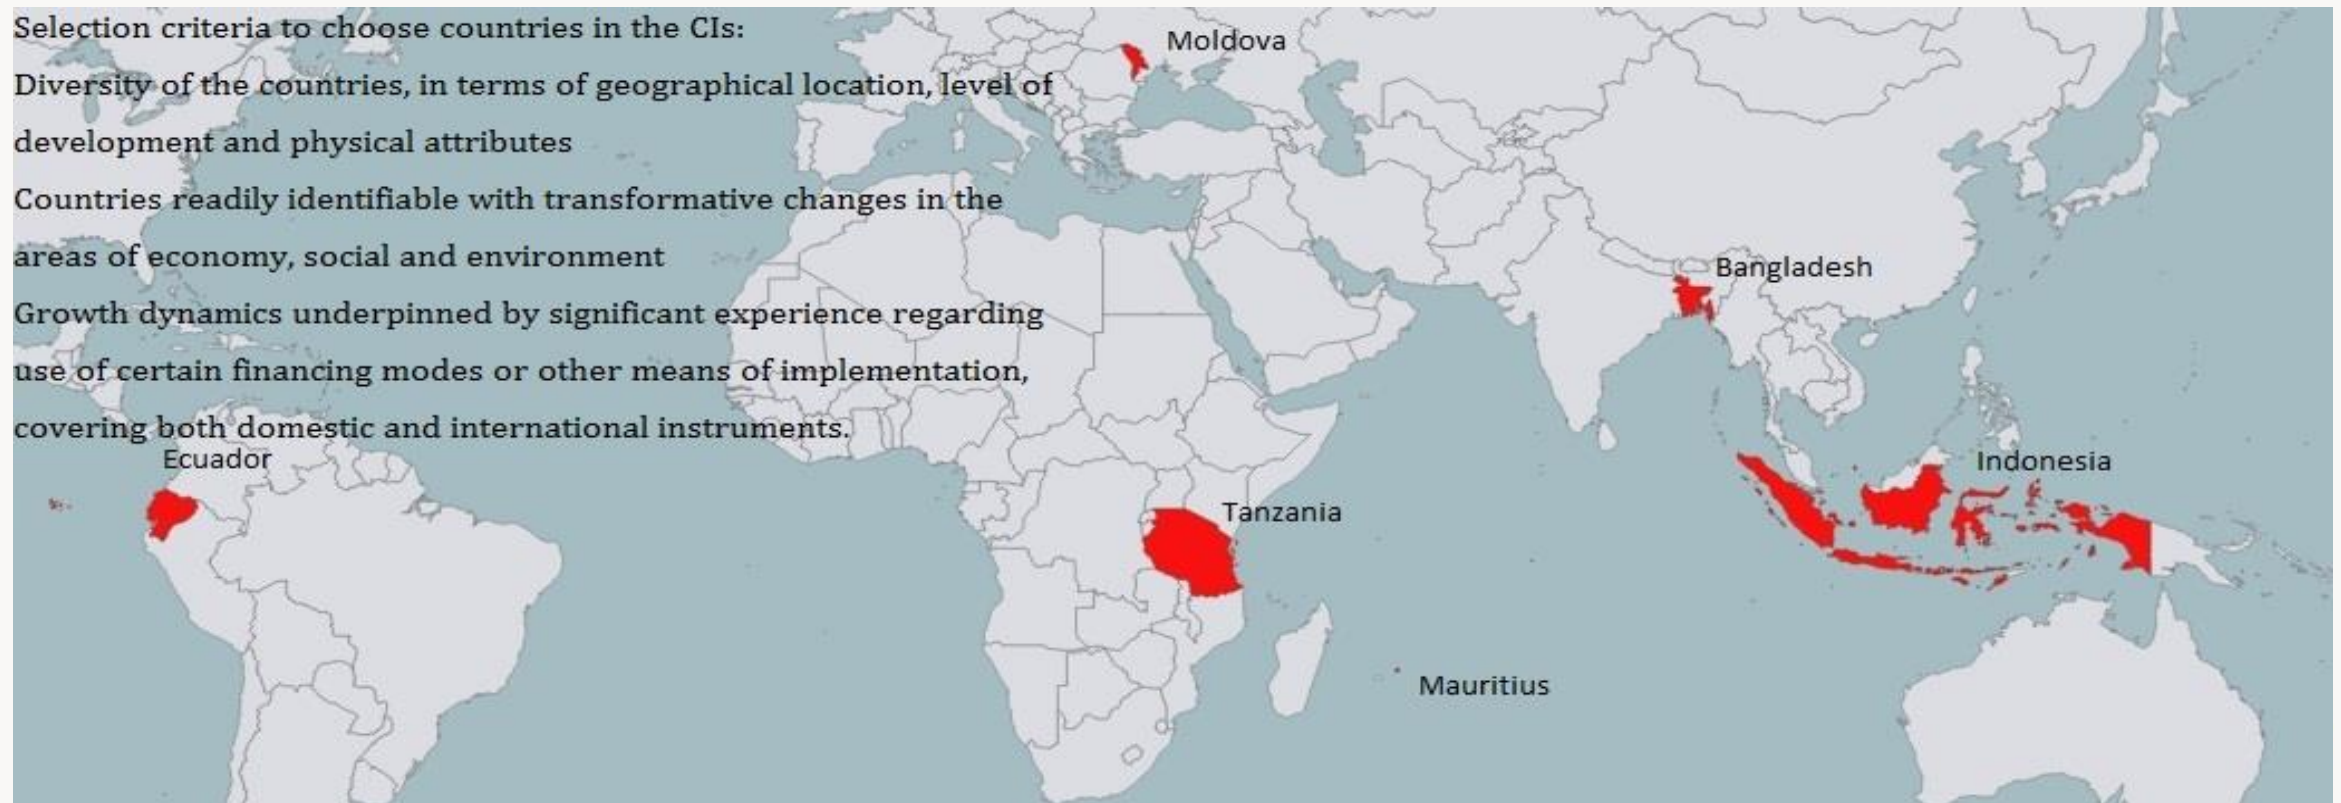 Selection criteria to choose countries in the CIs:
Diversity of the countries, in terms of geographical location, level of
development and physical attributes
Countries readily identifiable with transformative changes in the
areas of economy, social and environment
Growth dynamics underpinned by significant experience regarding
use of certain financing modes or other means of implementation,
covering both domestic and international instruments.
Moldova
Bangladesh
Ecuador
Indonesia
Tanzania
Mauritius